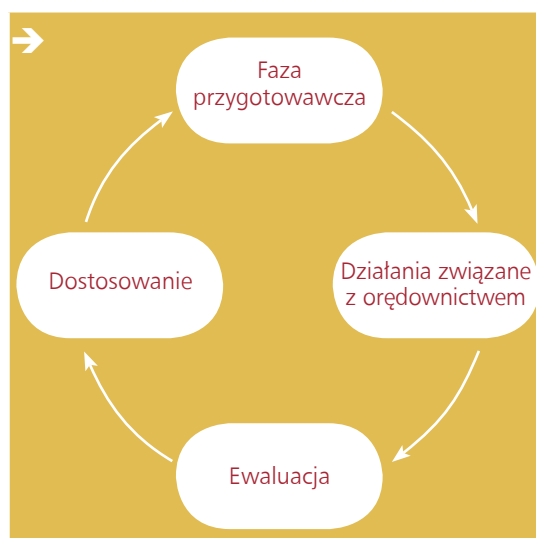 Faza
przygotowawcza
Działania związane
z orędownictwem
Ewaluacja
Dostosowanie